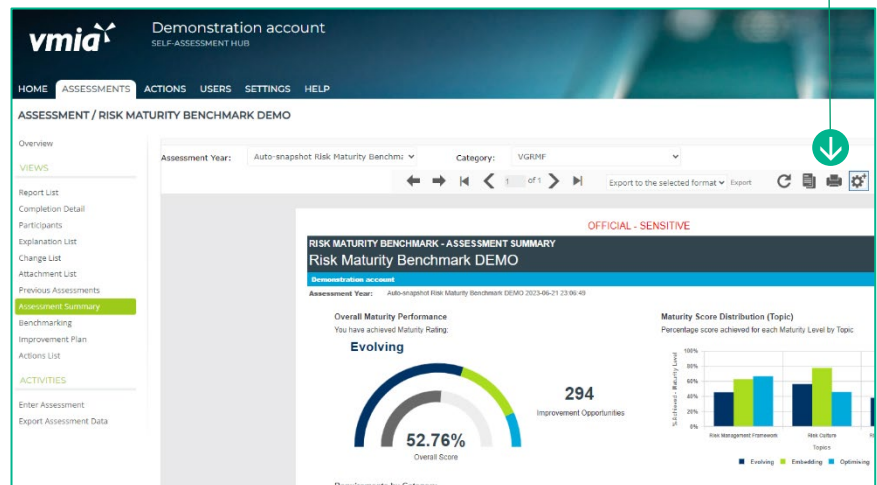 vmia
Demonstration account
SELF-ASSESSMENT HUB
HOME ASSESSMENTS ACTIONS USERS SETTINGS HELP
ASSESSMENT / RISK MATURITY BENCHMARK DEMO
Overview
VIEWS
Report List
Completion Detail
Participants
Explanation List
Change List
Attachment List
Previous Assessments
Assessment Summary
Benchmarking
Improvement Plan
Actions List
ACTIVITIES
Enter Assessment
Export Assessment Data
Assessment Year: Auto-snapshot Risk Maturity Benchm Category: VGRMF
1 of 1 Export to the selected format Export
OFFICIAL - SENSITIVE
RISK MATURITY BENCHMARK - ASSESSMENT SUMMARY
Risk Maturity Benchmark DEMO
Demonstration account
Assessment Year: Auto-snapshot Risk Maturity Benchmark DEMO 2023-06-21 23:06:49
Overall Maturity Performance
You have achieved Maturity Rating:
Evolving
52.76%
Overall Score
294
Improvement Opportunities
Maturity Score Distribution (Topic)
Percentage score achieved for each Maturity Level by Topic
% Achieved - Maturity Level
100%
80%
60%
40%
20%
0%
Risk Management Framework Risk Culture
Topics
Evolving Embedding Optimising
Requirements by Category